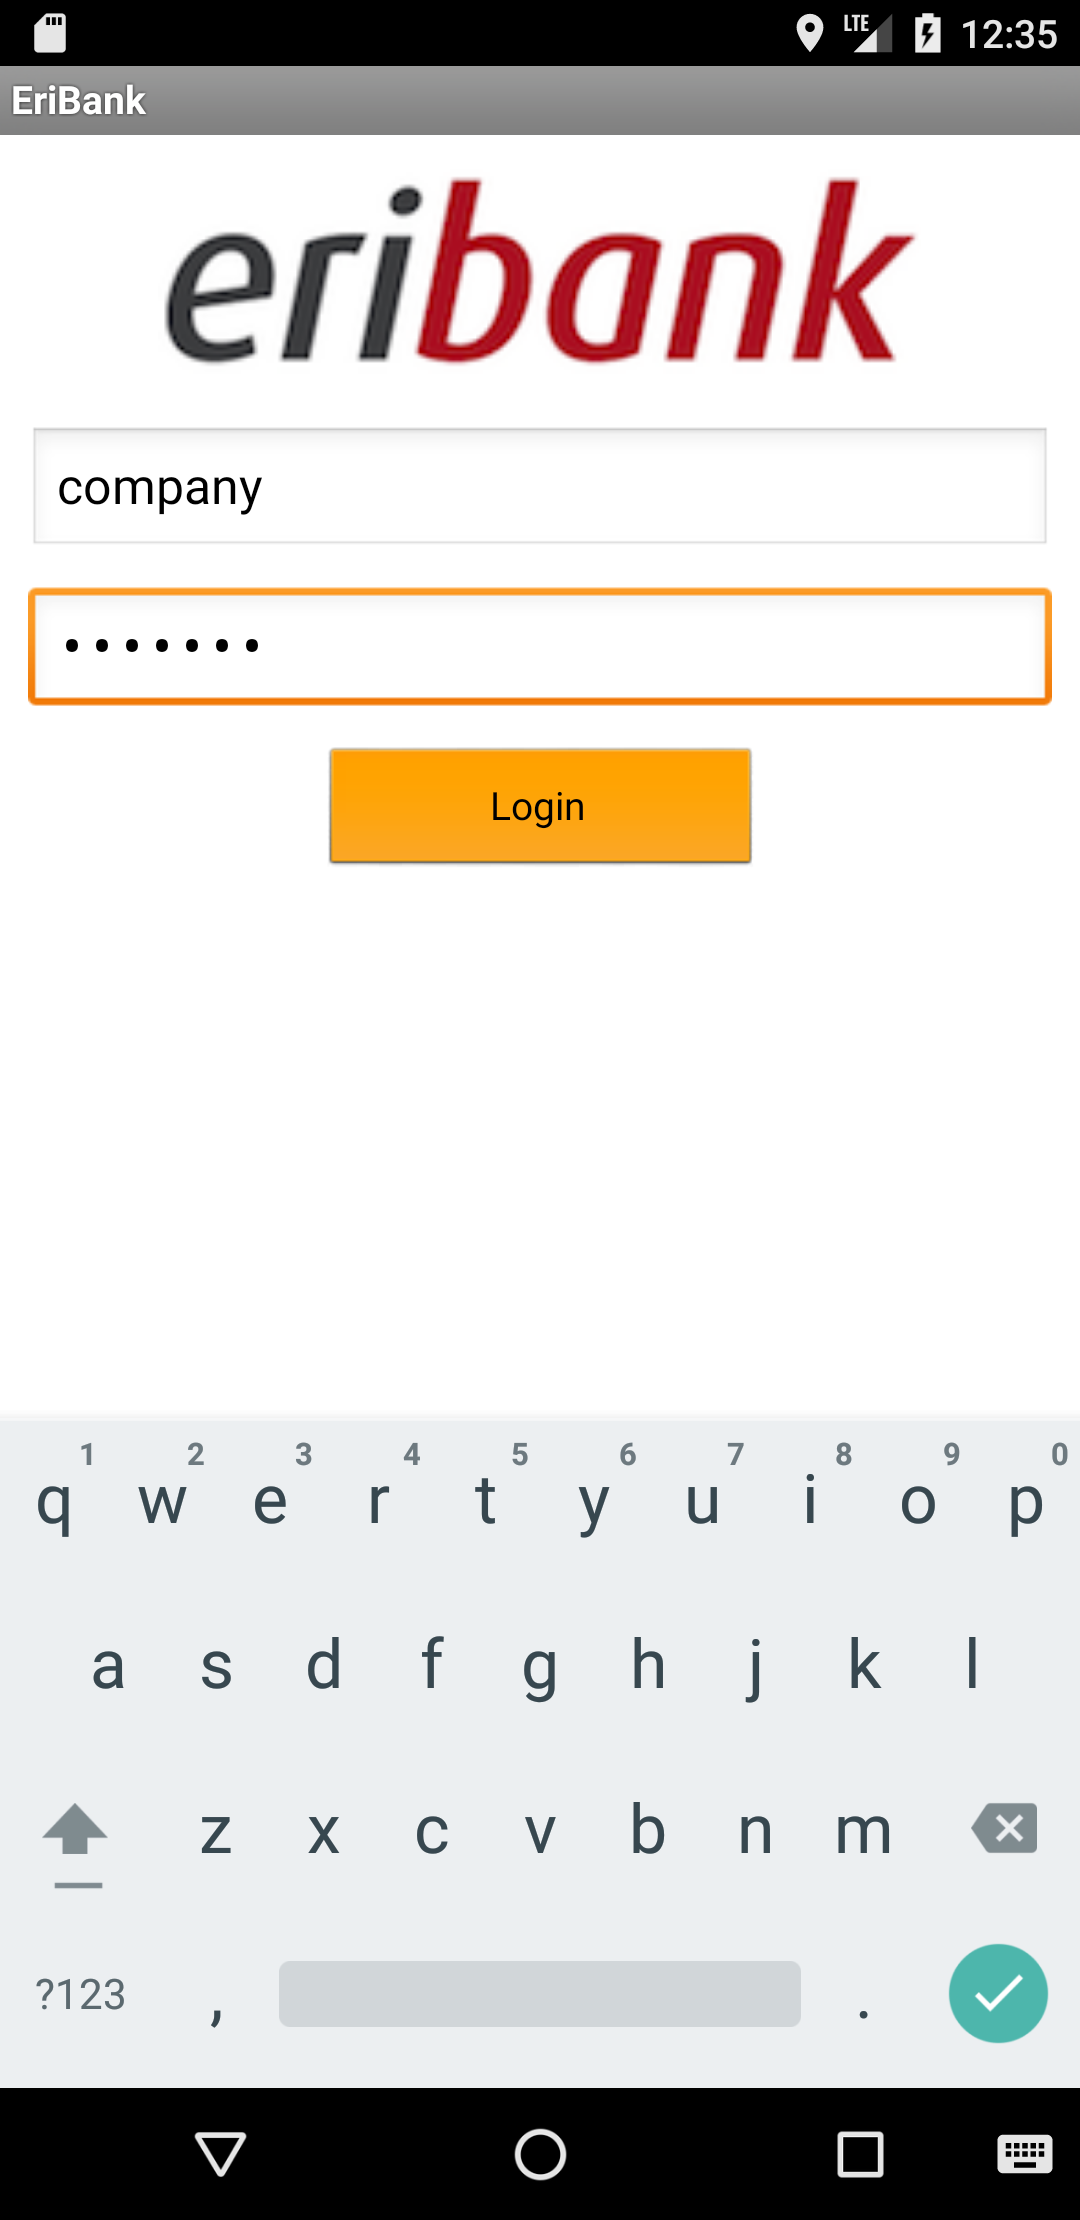 LTE 12:35
EriBank
eribank
company
•••••••
Login
1 2 3 4 5 6 7 8 9 0
q w e r t y u i o p
a s d f g h j k l
z x c v b n m
?123 , .